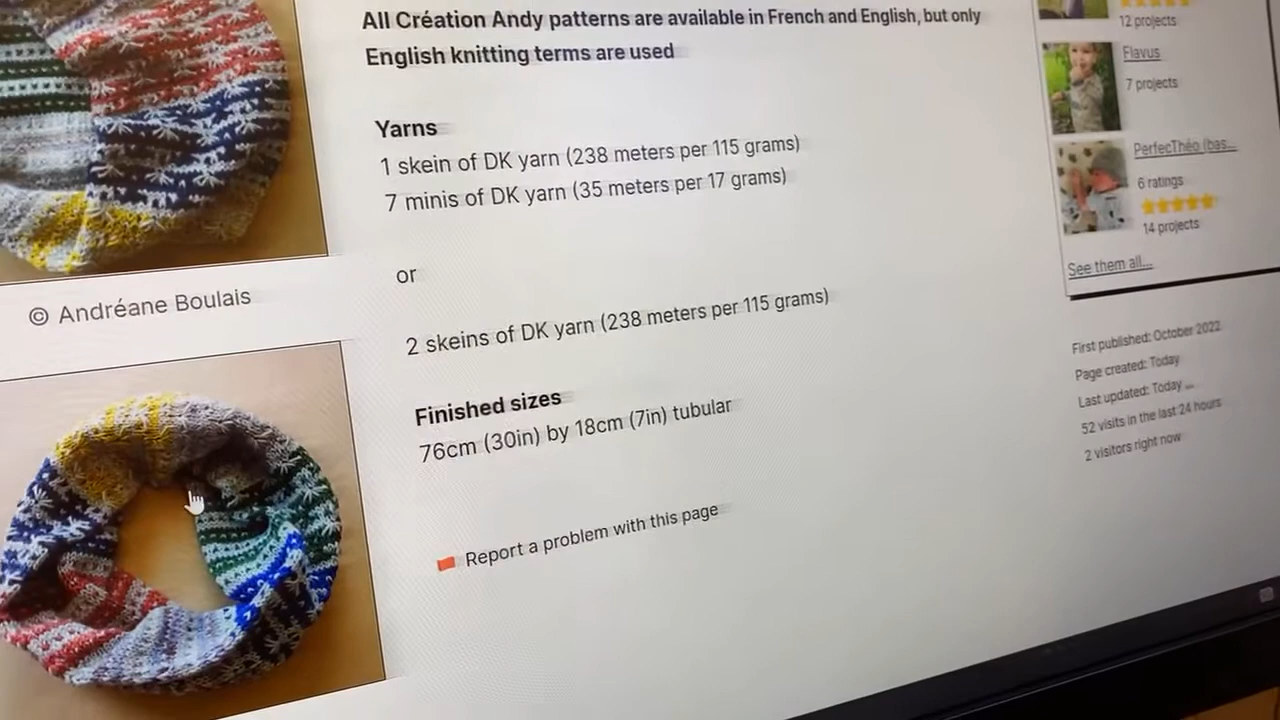 All Création Andy patterns are available in French and English, but only
English knitting terms are used
Yarns
1 skein of DK yarn (238 meters per 115 grams)
7 minis of DK yarn (35 meters per 17 grams)
or
2 skeins of DK yarn (238 meters per 115 grams)
Finished sizes
76cm (30in) by 18cm (7in) tubular
Report a problem with this page
© Andréane Boulais
12 projects
Flavus
7 projects
PerfecThéo (bas...
6 ratings
14 projects
See them all...
First published: October 2022
Page created: Today
Last updated: Today ...
52 visits in the last 24 hours
2 visitors right now